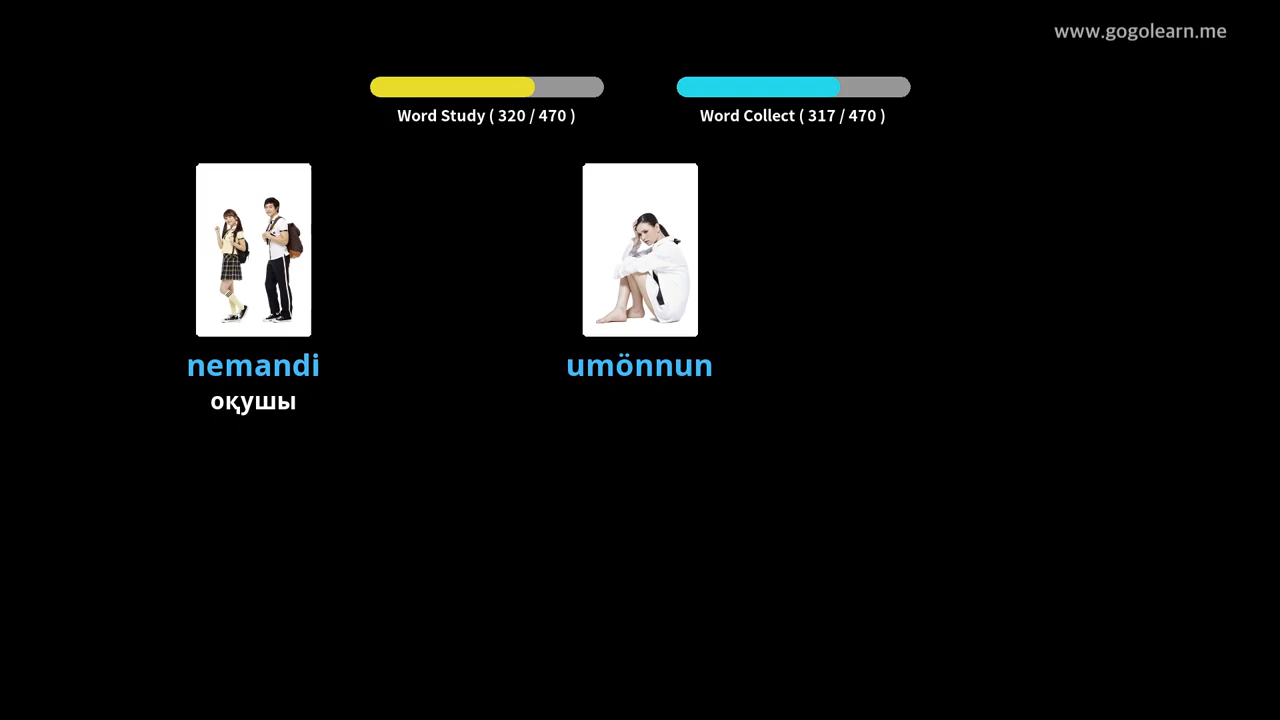 www.gogolearn.me
Word Study ( 320 / 470 )
Word Collect ( 317 / 470 )
nemandi
umönnun
оқушы